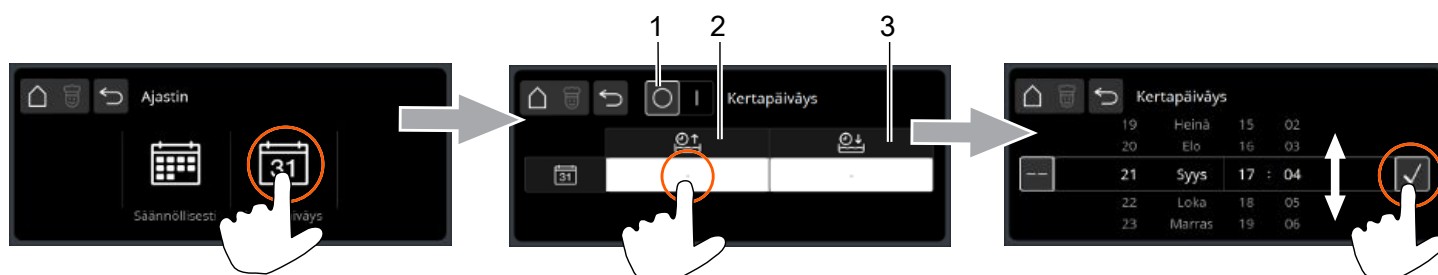 1 2 3
Ajastin
31
Säännöllisesti
O I Kertapäiväys
31
- -
Kertapäiväys
19 Heinä 15 02
20 Elo 16 03
-- 21 Syys 17 : 04
22 Loka 18 05
23 Marras 19 06